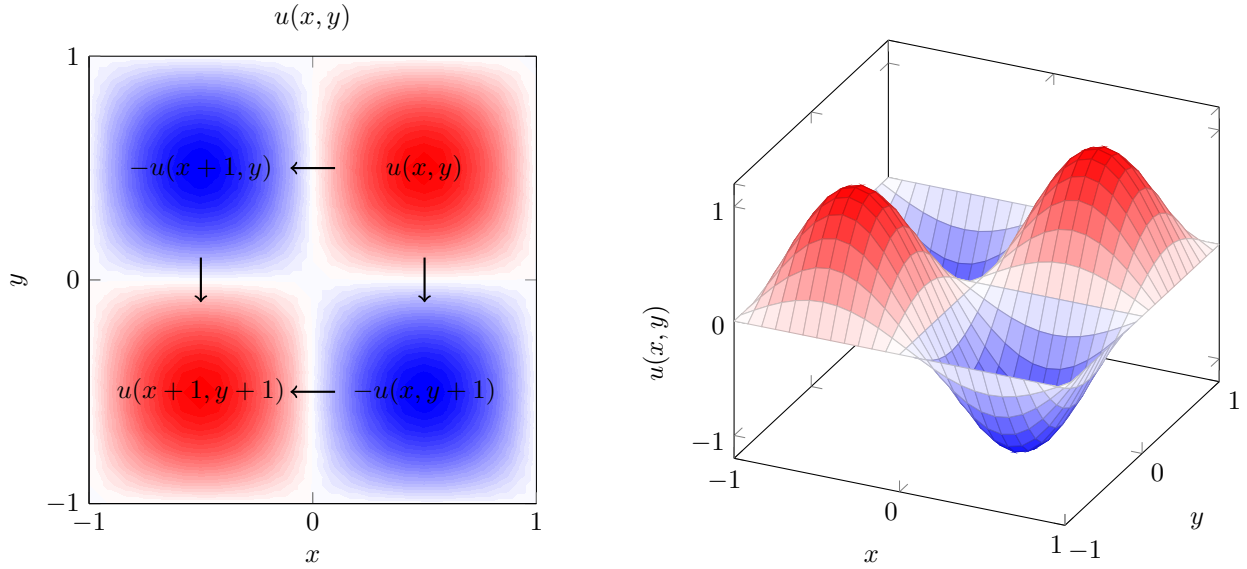 u(x, y)
1
0
−1
y
−u(x + 1, y)
u(x, y)
u(x + 1, y + 1)
−u(x, y + 1)
−1
0
1
x
1
0
−1
u(x, y)
−1
0
1
x
−1
0
1
y